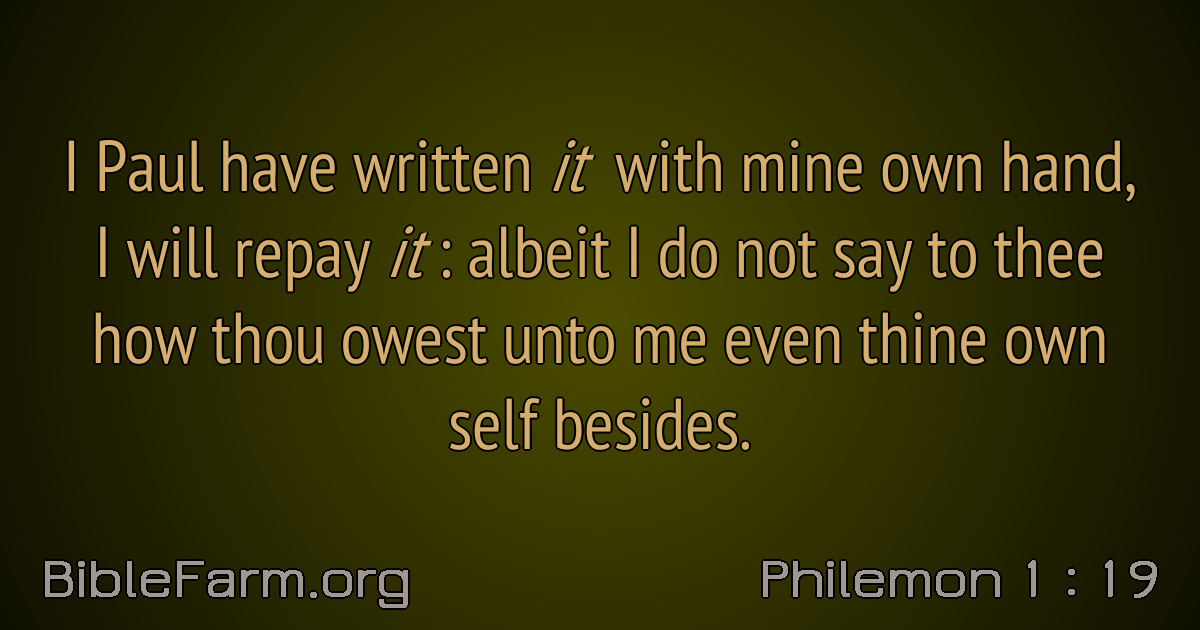 I Paul have written it with mine own hand,
I will repay it : albeit I do not say to thee
how thou owest unto me even thine own
self besides.
BibleFarm.org
Philemon 1 : 19